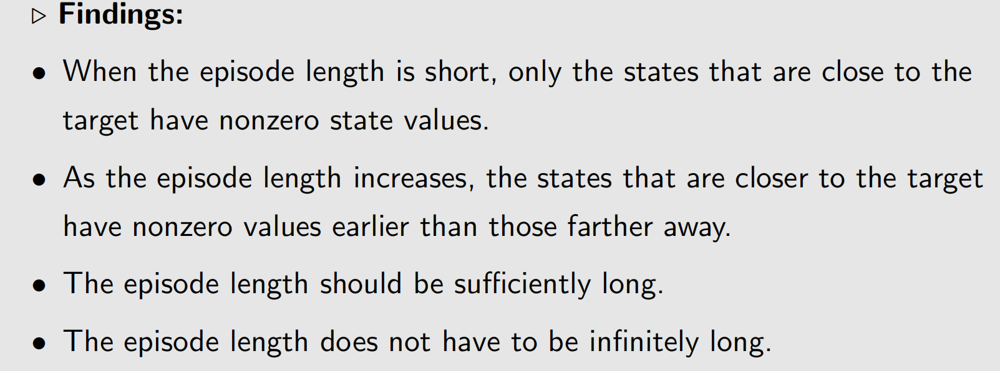 ▷ Findings:
• When the episode length is short, only the states that are close to the
target have nonzero state values.
• As the episode length increases, the states that are closer to the target
have nonzero values earlier than those farther away.
• The episode length should be sufficiently long.
• The episode length does not have to be infinitely long.